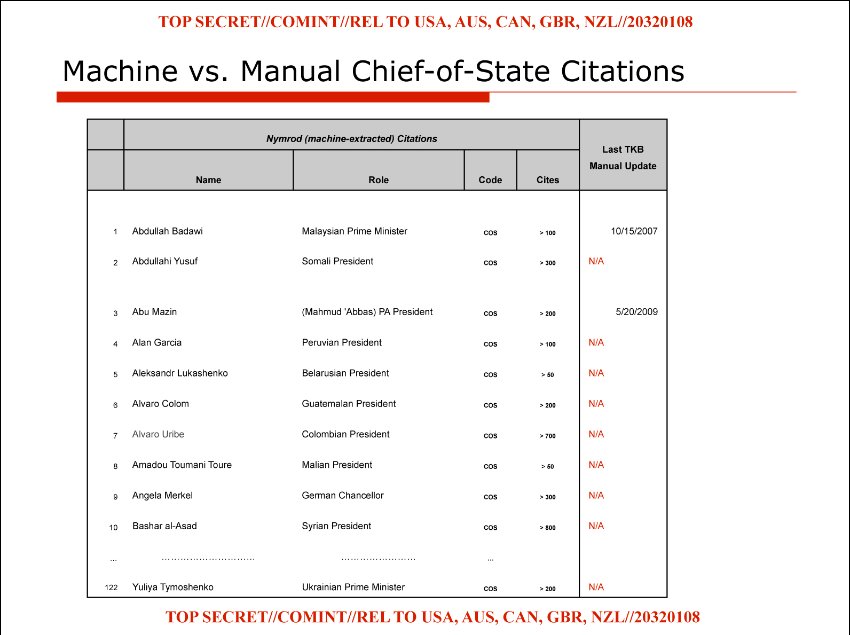 TOP SECRET//COMINT//REL TO USA, AUS, CAN, GBR, NZL//20320108
Machine vs. Manual Chief-of-State Citations
Nymrod (machine-extracted) Citations
Last TKB
Manual Update
Name Role Code Cites
1 Abdullah Badawi Malaysian Prime Minister COS > 100 10/15/2007
2 Abdullahi Yusuf Somali President COS > 300 N/A
3 Abu Mazin (Mahmud 'Abbas) PA President COS > 200 5/20/2009
4 Alan Garcia Peruvian President COS > 100 N/A
5 Aleksandr Lukashenko Belarusian President COS > 50 N/A
6 Alvaro Colom Guatemalan President COS > 200 N/A
7 Alvaro Uribe Colombian President COS > 700 N/A
8 Amadou Toumani Toure Malian President COS > 50 N/A
9 Angela Merkel German Chancellor COS > 300 N/A
10 Bashar al-Asad Syrian President COS > 800 N/A
... ………………………... …………………… ...
122 Yuliya Tymoshenko Ukrainian Prime Minister COS > 200 N/A
TOP SECRET//COMINT//REL TO USA, AUS, CAN, GBR, NZL//20320108